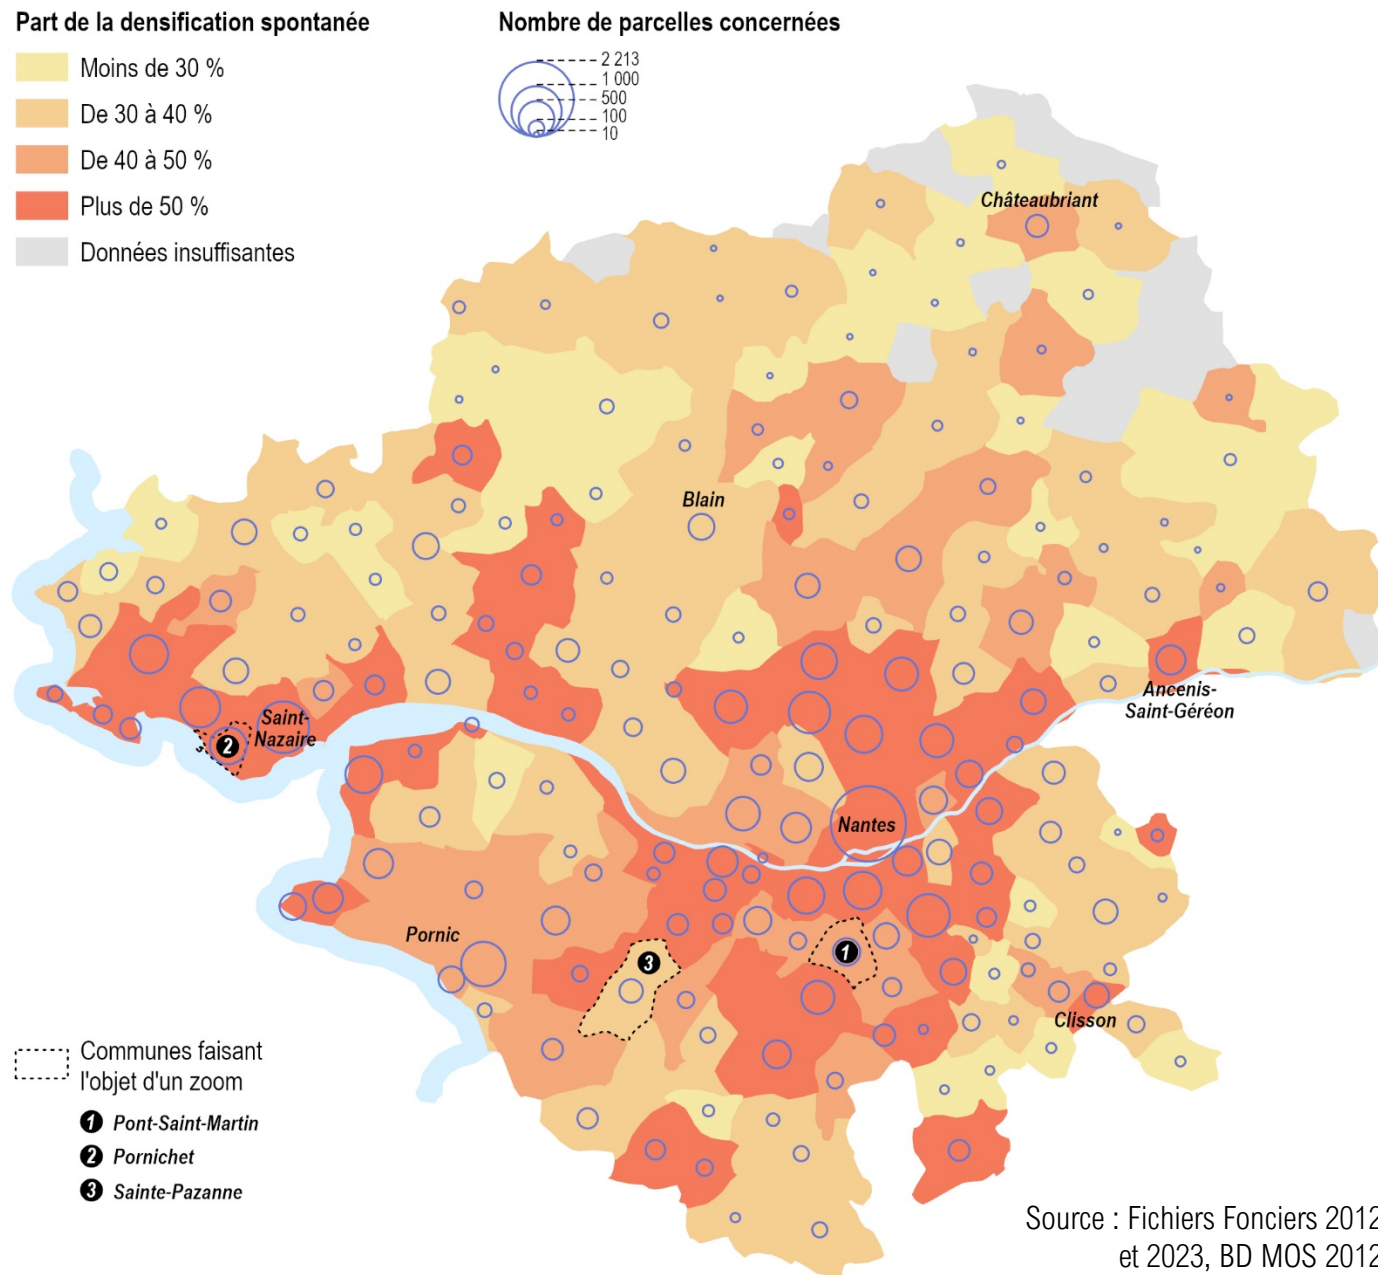 Part de la densification spontanée
Moins de 30 %
De 30 à 40 %
De 40 à 50 %
Plus de 50 %
Données insuffisantes
Nombre de parcelles concernées
2 213
1 000
500
100
10
Châteaubriant
Blain
Ancenis-
Saint-Géréon
Saint-
Nazaire
2
Nantes
Pornic
3
1
Clisson
Communes faisant
l'objet d'un zoom
1 Pont-Saint-Martin
2 Pornichet
3 Sainte-Pazanne
Source : Fichiers Fonciers 2012
et 2023, BD MOS 2012